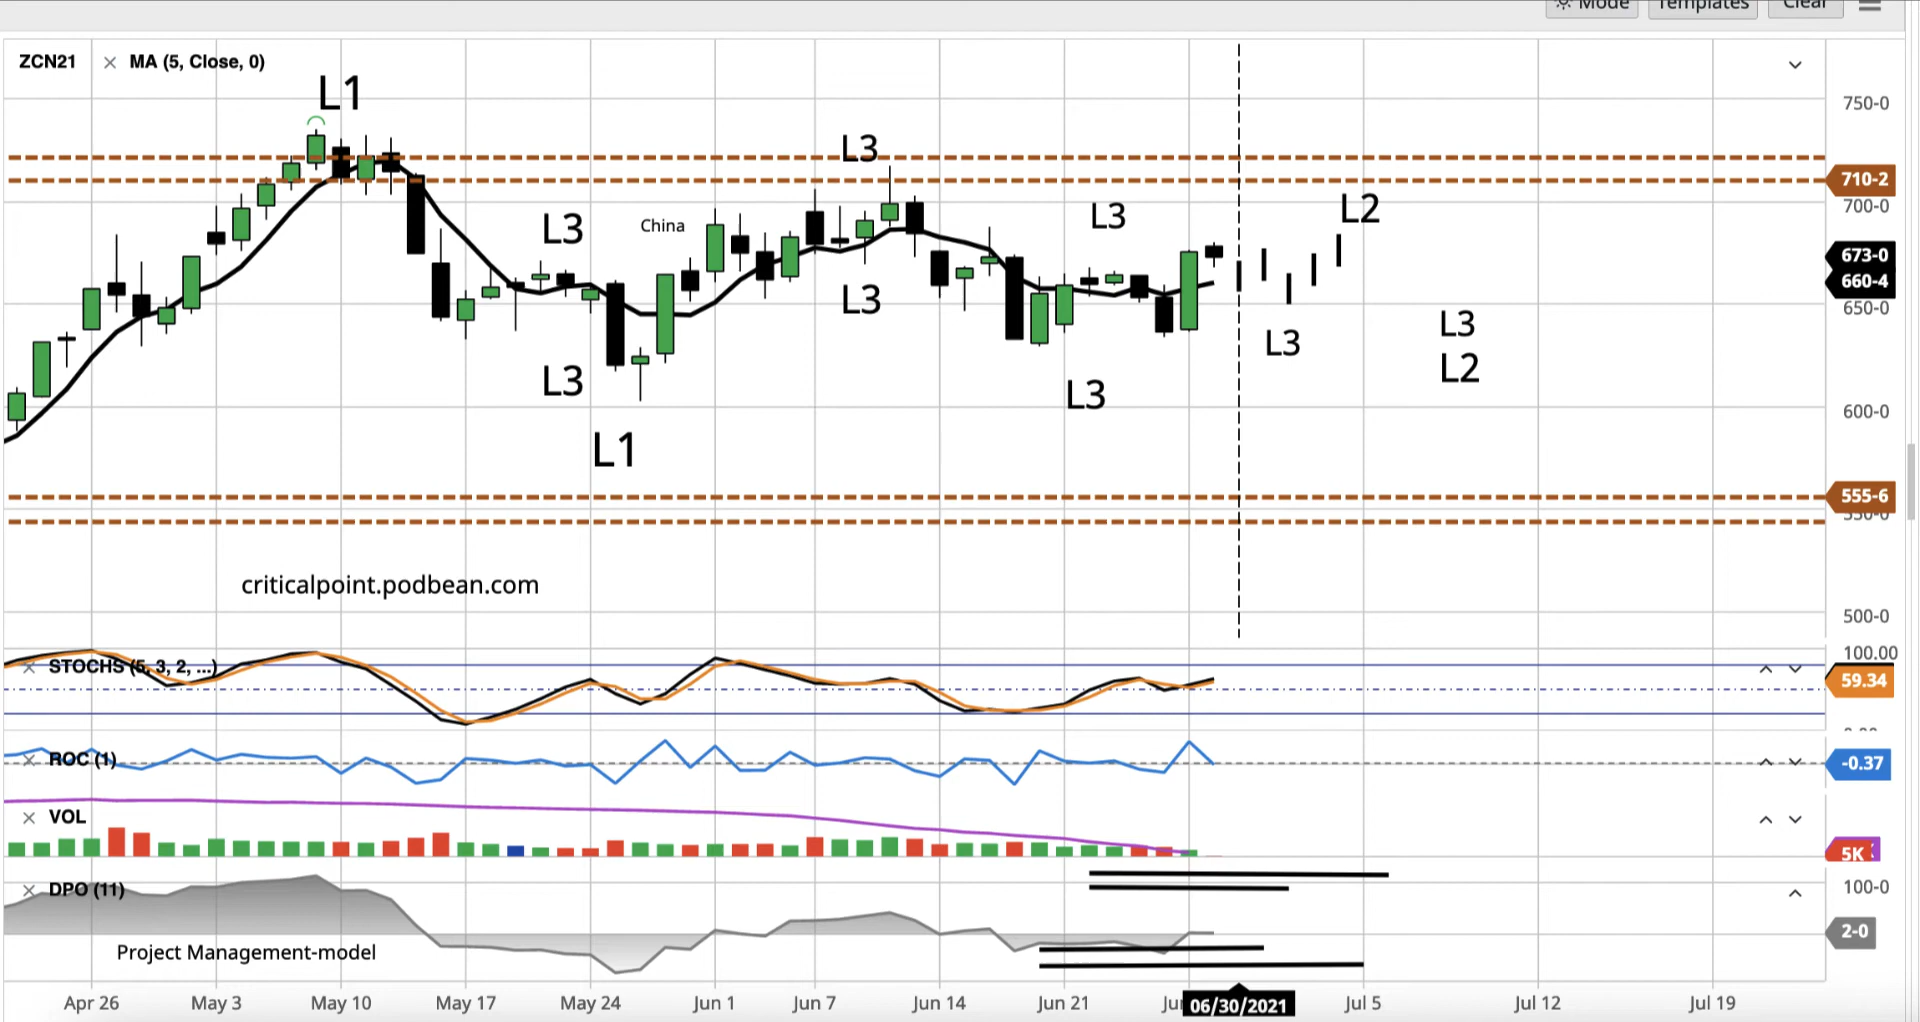 Mode Templates Clear
ZCN21 MA (5, Close, 0)
L1
750-0
L3
710-2
700-0
L2
L3
L3
China
673-0
660-4
L3
650-0
L3
L3
L2
L3
L3
600-0
L1
555-6
550-0
criticalpoint.podbean.com
500-0
STOCHS (5, 3, 2, ...)
100.00
59.34
ROC (1)
-0.37
VOL
5K
DPO (11)
100-0
2-0
Project Management-model
Apr 26 May 3 May 10 May 17 May 24 Jun 1 Jun 7 Jun 14 Jun 21 06/30/2021 Jul 5 Jul 12 Jul 19